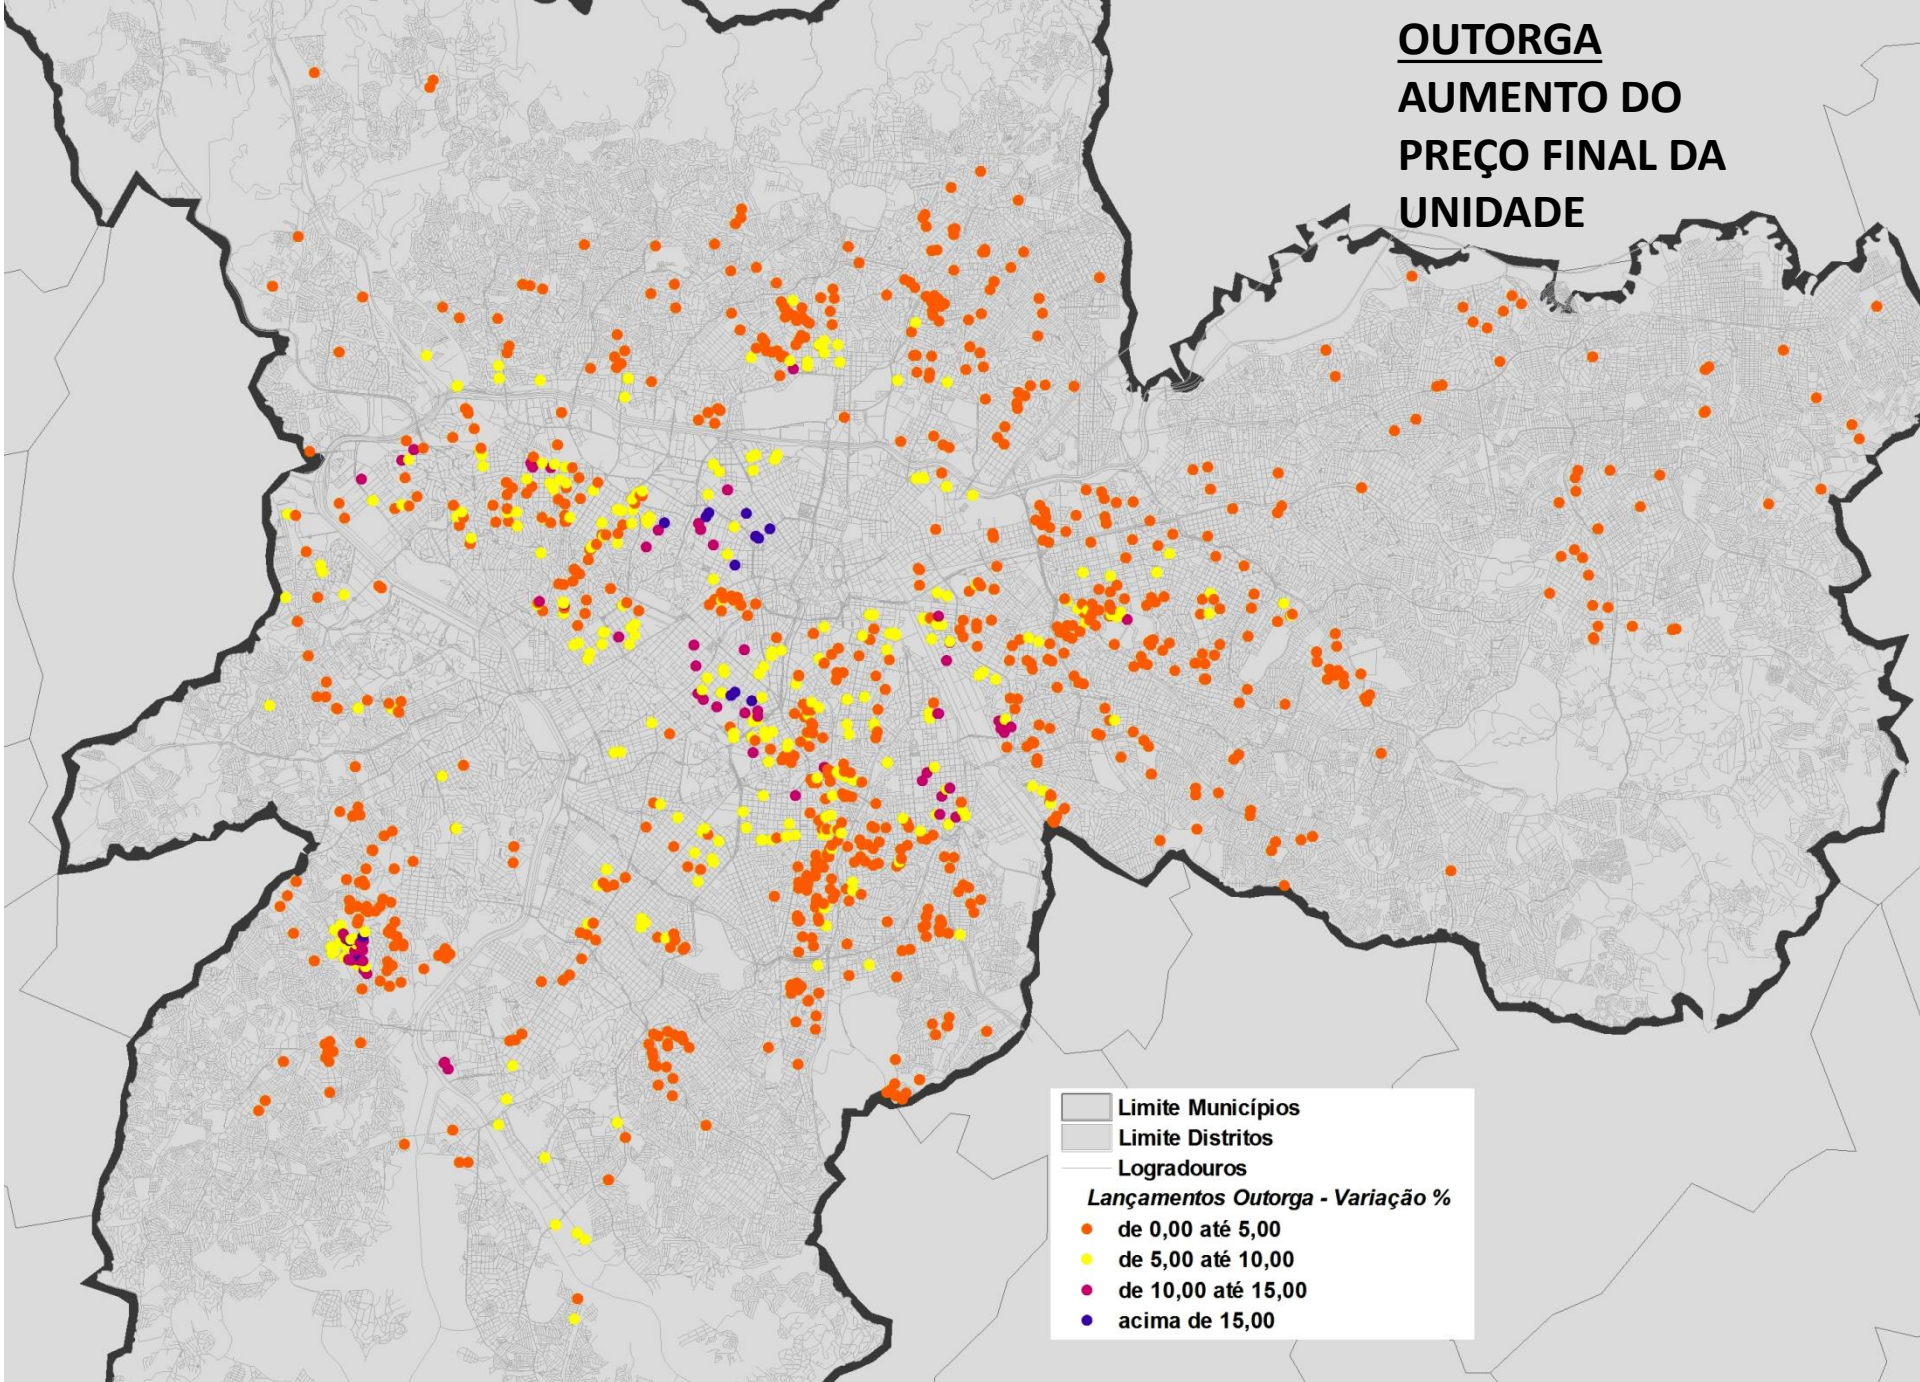 OUTORGA
AUMENTO DO
PREÇO FINAL DA
UNIDADE
Limite Municípios
Limite Distritos
Logradouros
Lançamentos Outorga - Variação %
de 0,00 até 5,00
de 5,00 até 10,00
de 10,00 até 15,00
acima de 15,00